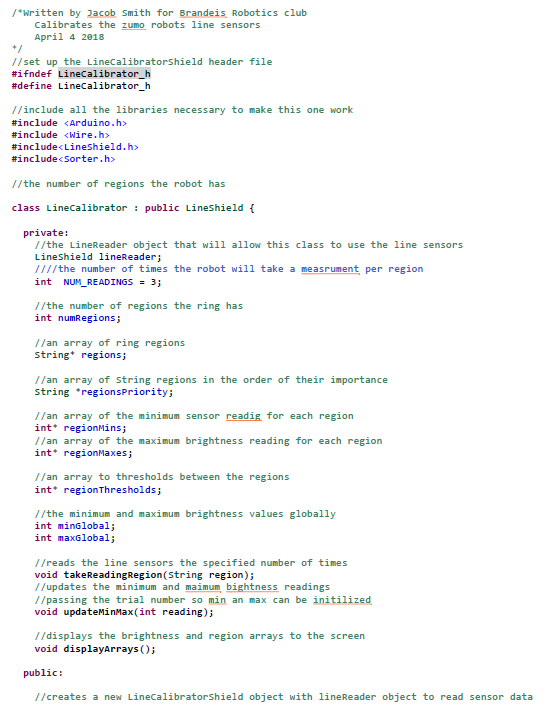 /*Written by Jacob Smith for Brandeis Robotics club
Calibrates the zumo robots line sensors
April 4 2018
*/
//set up the LineCalibratorShield header file
#ifndef LineCalibrator_h
#define LineCalibrator_h
//include all the libraries necessary to make this one work
#include <Arduino.h>
#include <Wire.h>
#include<LineShield.h>
#include<Sorter.h>
//the number of regions the robot has
class LineCalibrator : public LineShield {
private:
//the LineReader object that will allow this class to use the line sensors
LineShield lineReader;
////the number of times the robot will take a measrument per region
int  NUM_READINGS = 3;
//the number of regions the ring has
int numRegions;
//an array of ring regions
String* regions;
//an array of String regions in the order of their importance
String *regionsPriority;
//an array of the minimum sensor readig for each region
int* regionMins;
//an array of the maximum brightness reading for each region
int* regionMaxes;
//an array to thresholds between the regions
int* regionThresholds;
//the minimum and maximum brightness values globally
int minGlobal;
int maxGlobal;
//reads the line sensors the specified number of times
void takeReadingRegion(String region);
//updates the minimum and maimum bightness readings
//passing the trial number so min an max can be initilized
void updateMinMax(int reading);
//displays the brightness and region arrays to the screen
void displayArrays();
public:
//creates a new LineCalibratorShield object with lineReader object to read sensor data